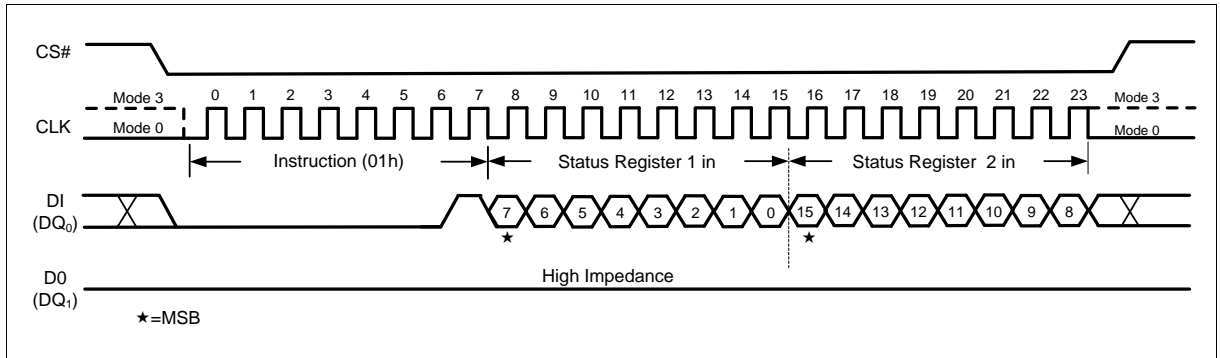 CS#
Mode 3
0 1 2 3 4 5 6 7 8 9 10 11 12 13 14 15 16 17 18 19 20 21 22 23
Mode 3
CLK
Mode 0
Mode 0
Instruction (01h)
Status Register 1 in
Status Register 2 in
DI
(DQ0)
7 6 5 4 3 2 1 0 15 14 13 12 11 10 9 8
★ ★
High Impedance
D0
(DQ1)
★=MSB